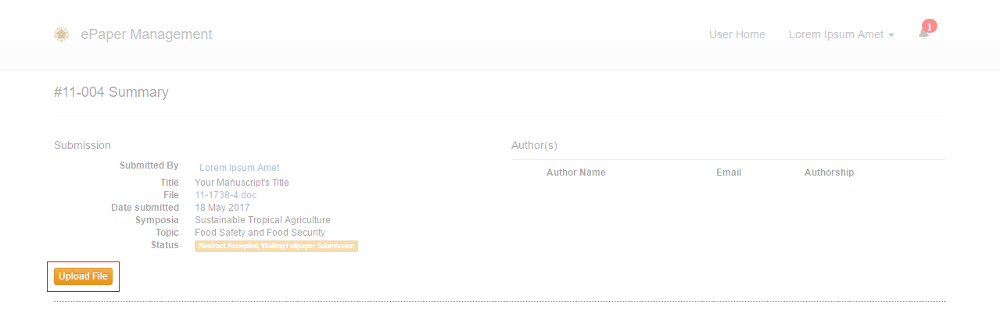 ePaper Management
User Home Lorem Ipsum Amet 1
#11-004 Summary
Submission
Submitted By Lorem Ipsum Amet
Title Your Manuscript's Title
File 11-1738-4.doc
Date submitted 18 May 2017
Symposia Sustainable Tropical Agriculture
Topic Food Safety and Food Security
Status Abstract Accepted, Waiting Fullpaper Submission
Upload File
Author(s)
Author Name Email Authorship